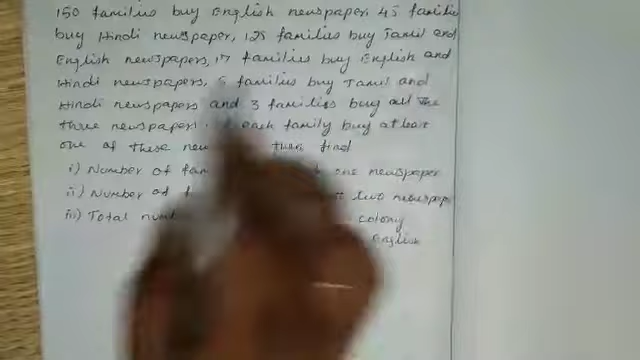 150 families buy English newspaper, 45 families
buy Hindi newspaper, 125 families buy Tamil and
English newspapers, 17 families buy English and
Hindi newspapers, 5 families buy Tamil and
Hindi newspapers and 3 families buy all the
three newspapers. each family buy atleast
one of these then find
i) Number of one newspaper
ii) Number of two newspaper
iii) Total colony
English